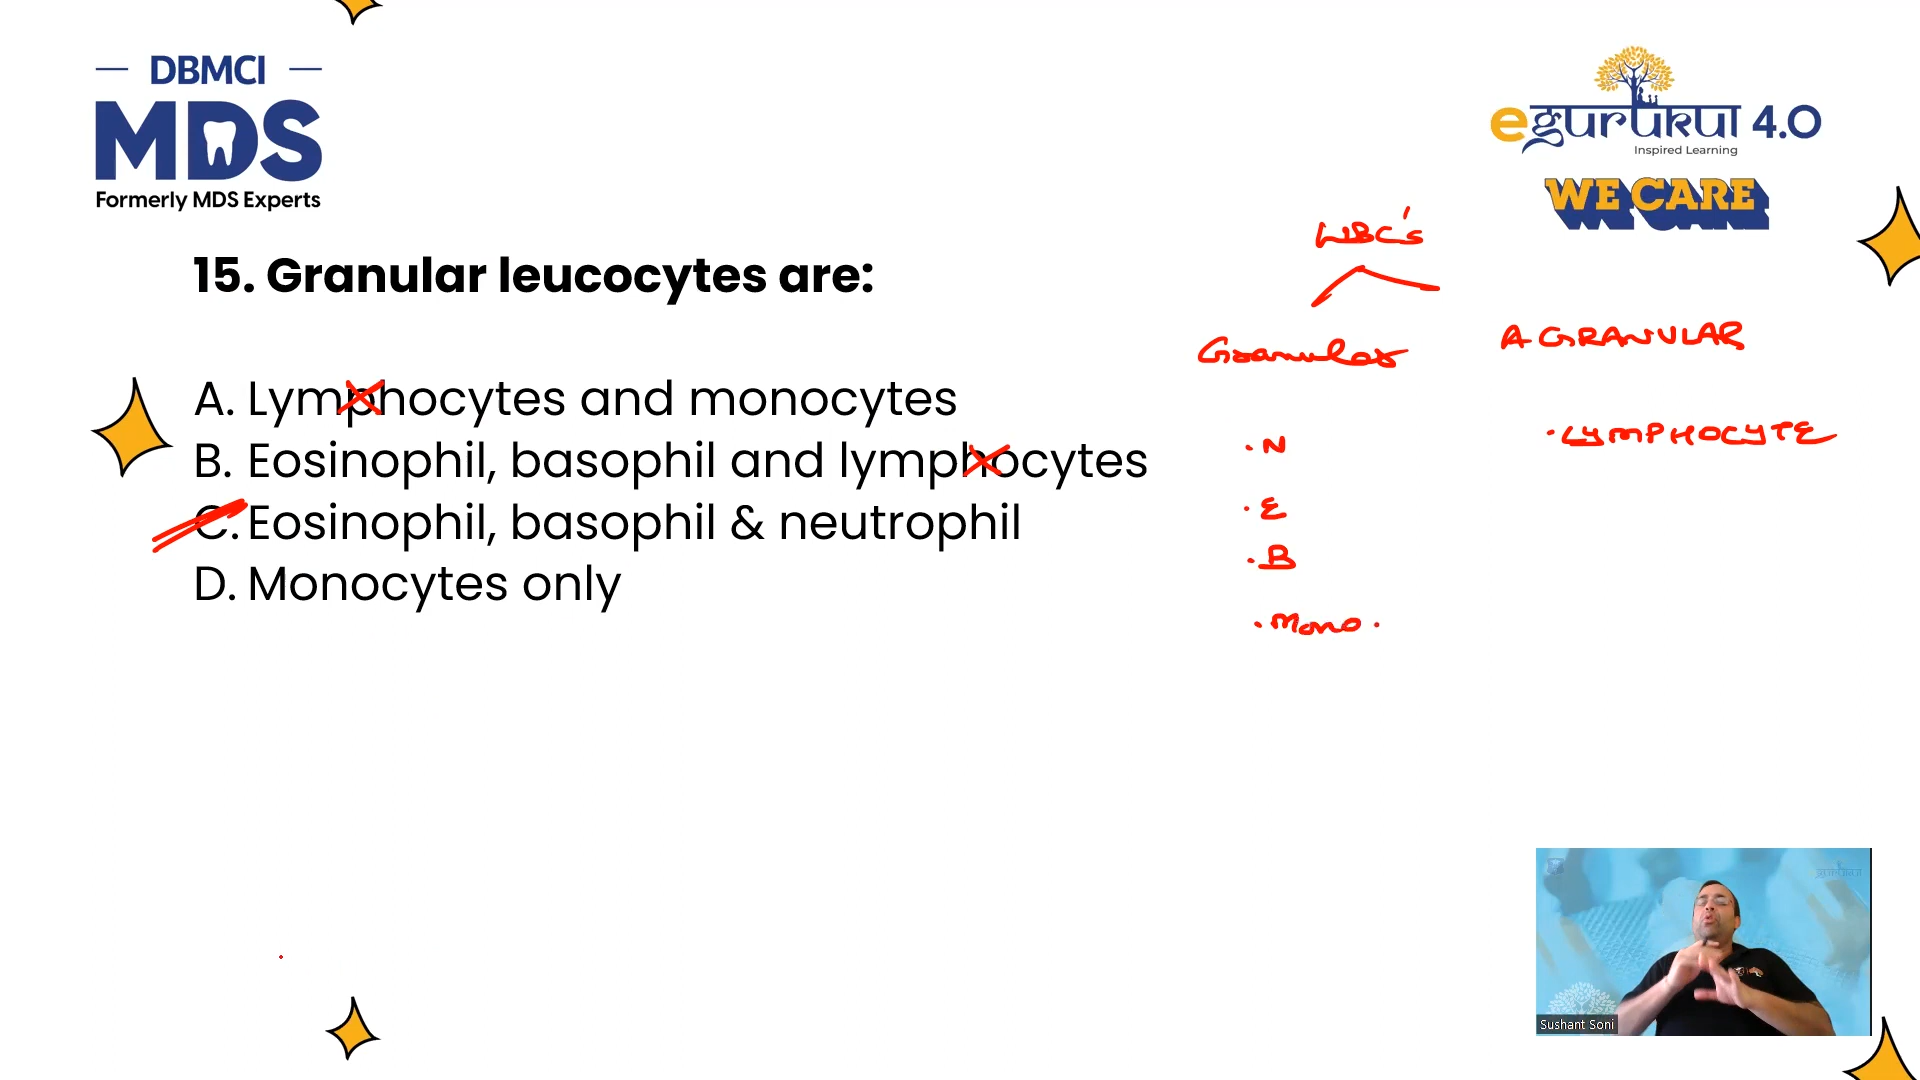 DBMCI
MDS
Formerly MDS Experts
egurukul 4.0
Inspired Learning
WE CARE
15. Granular leucocytes are:
A. Lymphocytes and monocytes
B. Eosinophil, basophil and lymphocytes
C. Eosinophil, basophil & neutrophil
D. Monocytes only
WBC's
Granular
AGRANULAR
. N
. LYMPHOCYTE
. E
. B
. Mono .
Sushant Soni